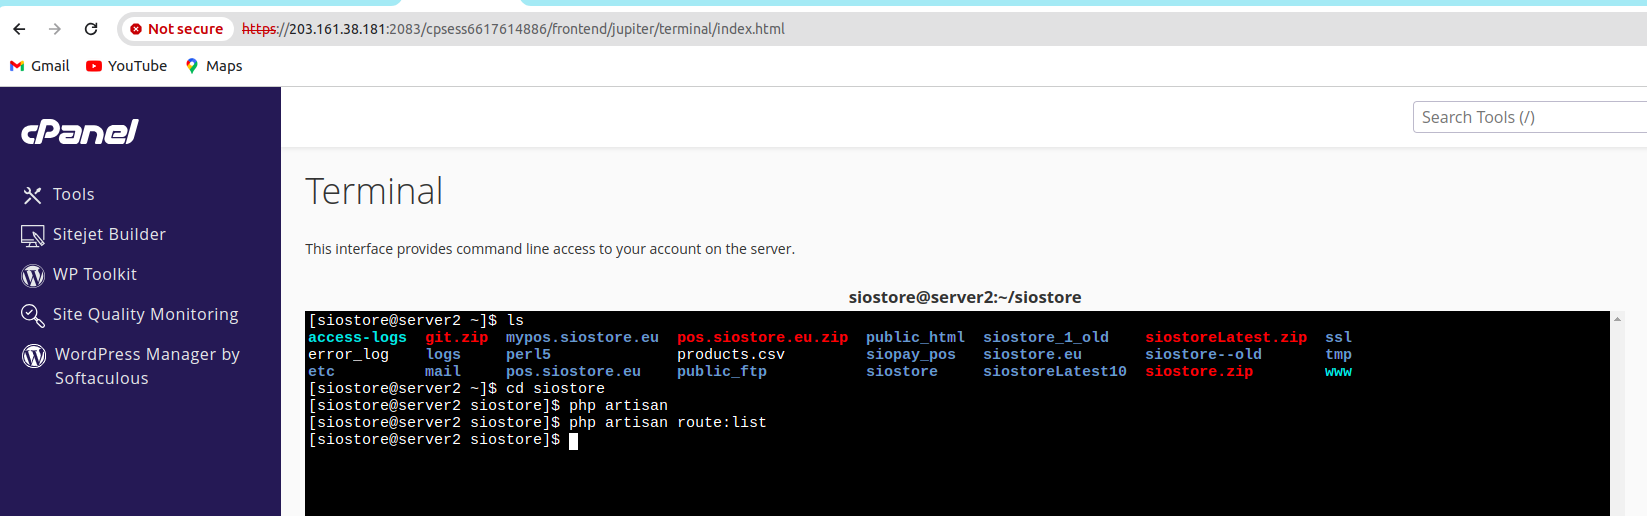 Not secure https://203.161.38.181:2083/cpsess6617614886/frontend/jupiter/terminal/index.html
Gmail YouTube Maps
cPanel
Search Tools (/)
Tools
Sitejet Builder
WP Toolkit
Site Quality Monitoring
WordPress Manager by
Softaculous
Terminal
This interface provides command line access to your account on the server.
siostore@server2:~/siostore
[siostore@server2 ~]$ ls
access-logs git.zip mypos.siostore.eu pos.siostore.eu.zip public_html siostore_1_old siostoreLatest.zip ssl
error_log logs perl5 products.csv siopay_pos siostore.eu siostore--old tmp
etc mail pos.siostore.eu public_ftp siostore siostoreLatest10 siostore.zip www
[siostore@server2 ~]$ cd siostore
[siostore@server2 siostore]$ php artisan
[siostore@server2 siostore]$ php artisan route:list
[siostore@server2 siostore]$